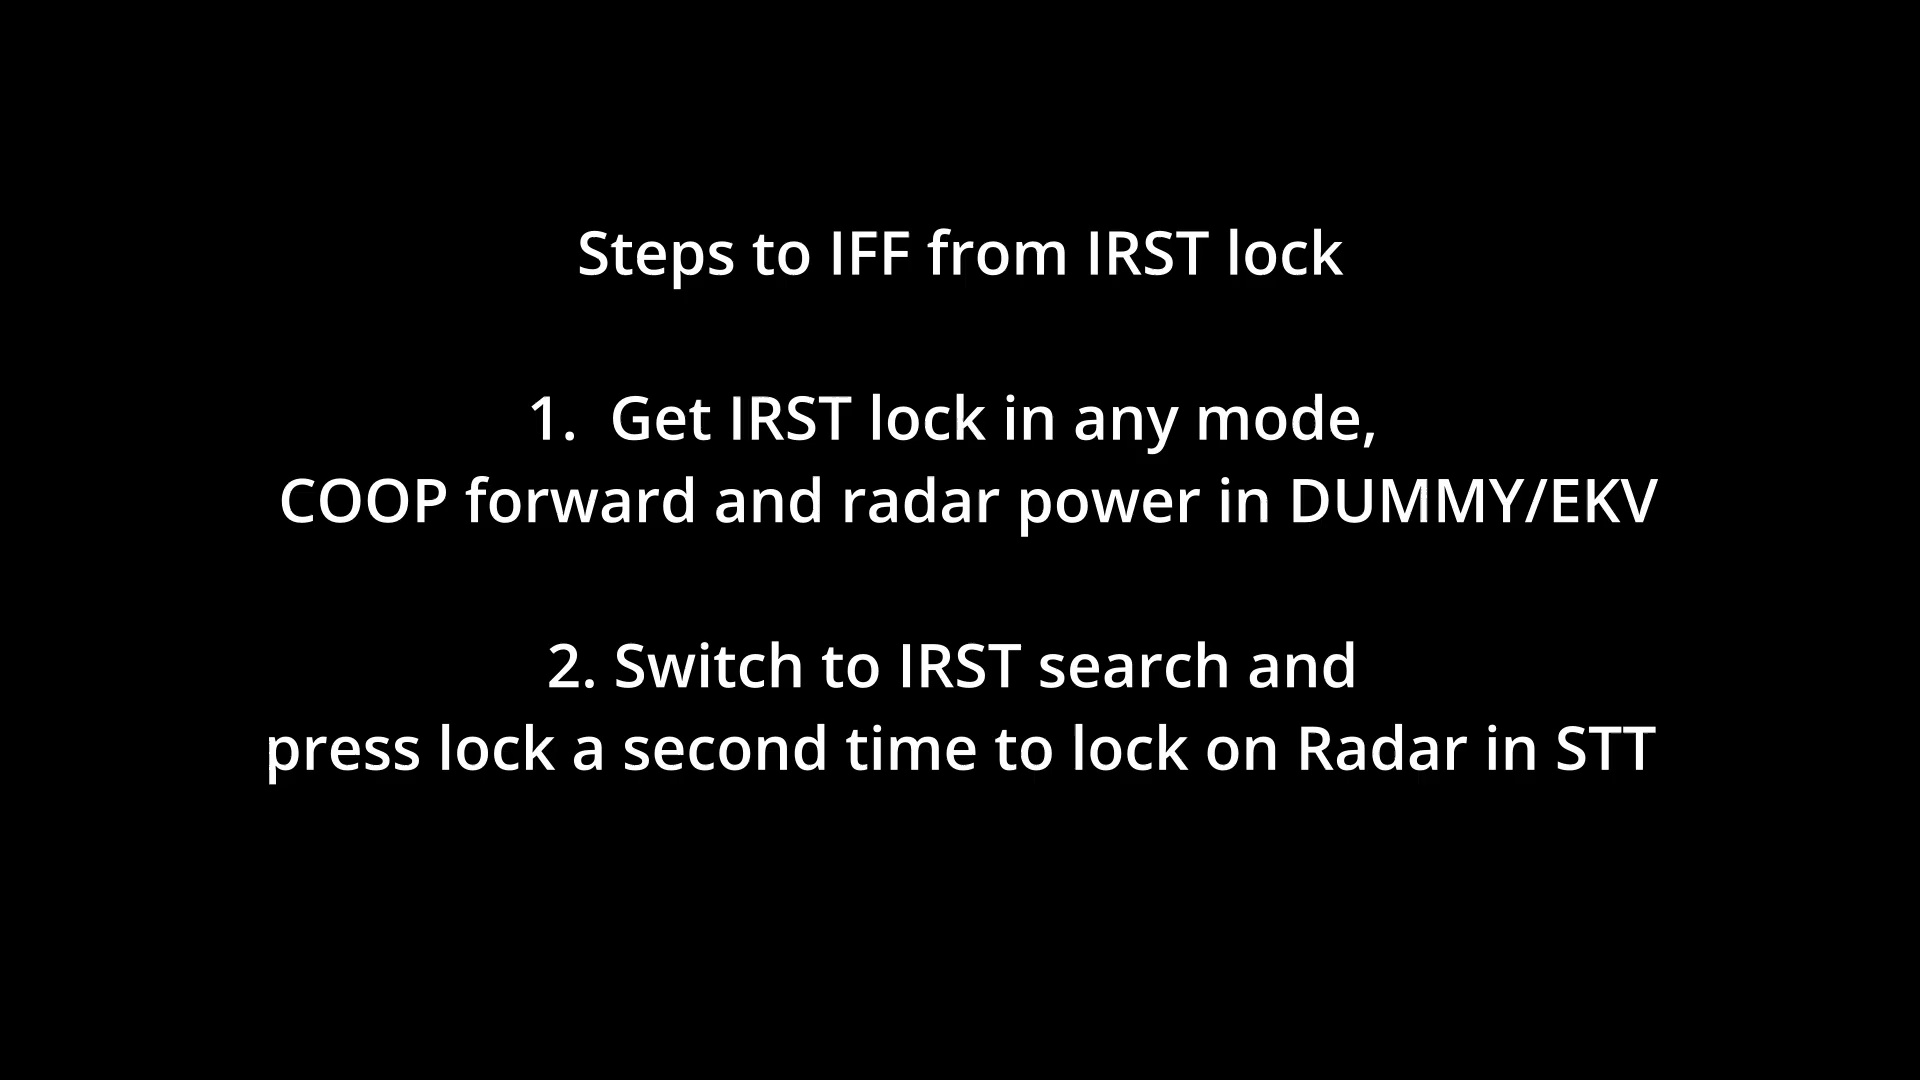 Steps to IFF from IRST lock
1.  Get IRST lock in any mode,
COOP forward and radar power in DUMMY/EKV
2. Switch to IRST search and
press lock a second time to lock on Radar in STT